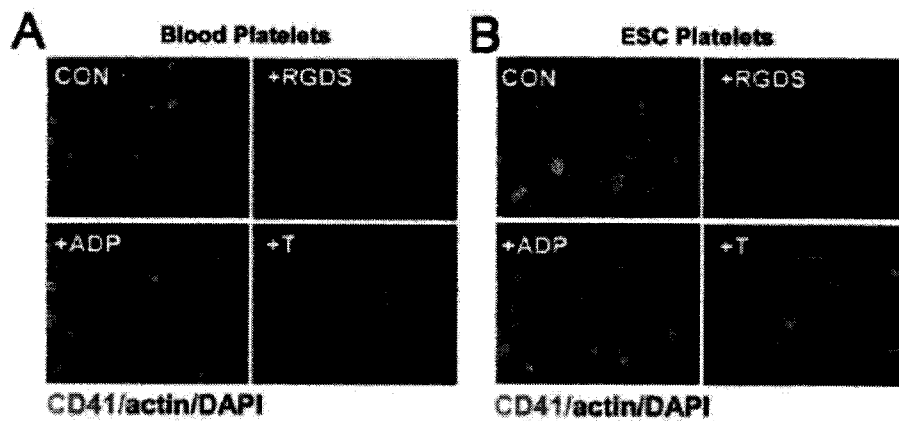 A
Blood Platelets
CON
+RGDS
+ADP
+T
CD41/actin/DAPI
B
ESC Platelets
CON
+RGDS
+ADP
+T
CD41/actin/DAPI